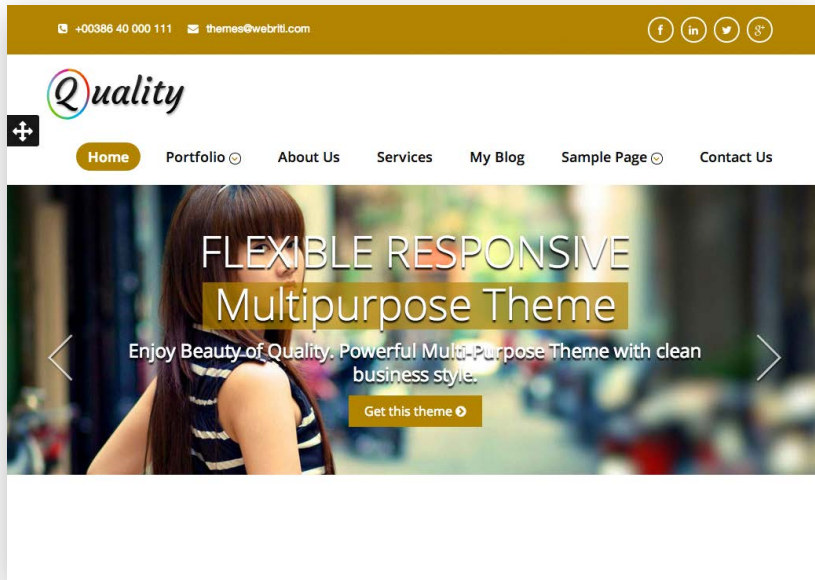 +00386 40 000 111 themes@webriti.com
Quality
Home Portfolio About Us Services My Blog Sample Page Contact Us
FLEXIBLE RESPONSIVE
Multipurpose Theme
Enjoy Beauty of Quality. Powerful Multi-Purpose Theme with clean
business style.
Get this theme